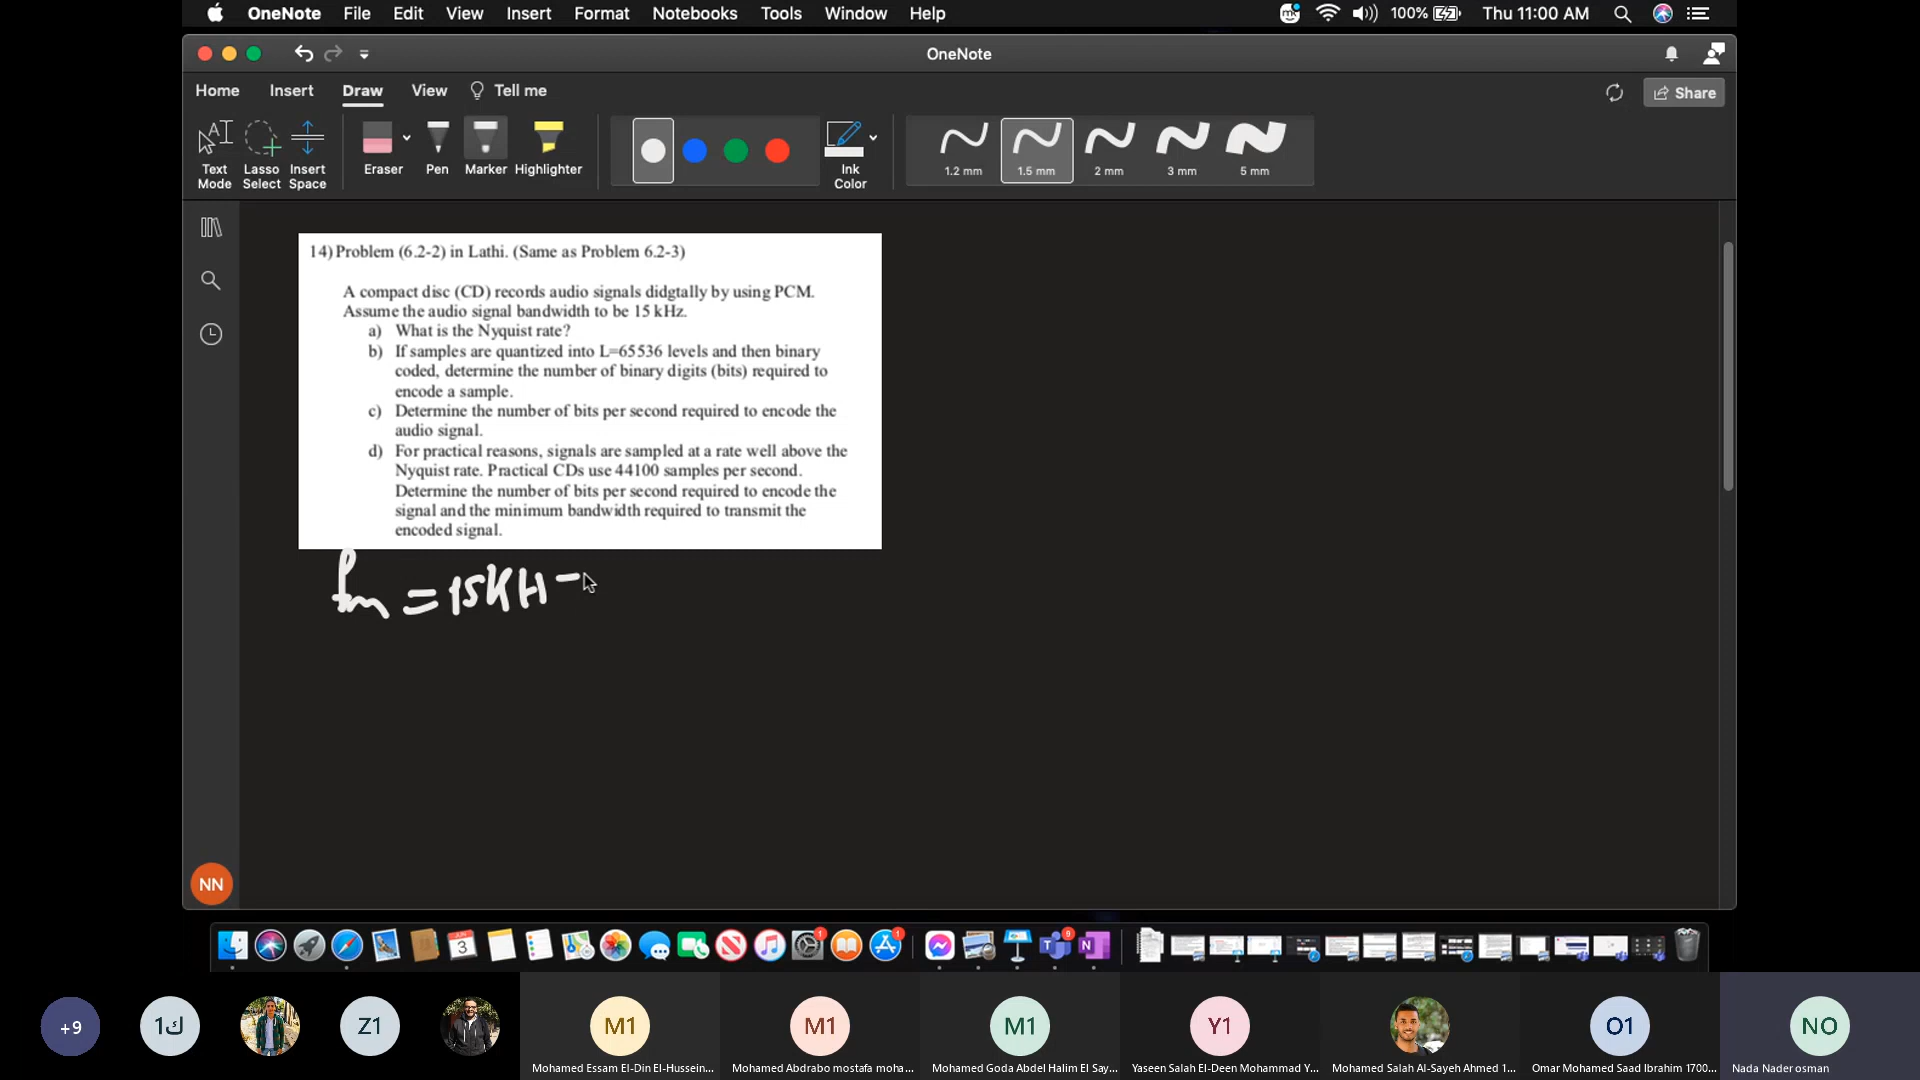 OneNote File Edit View Insert Format Notebooks Tools Window Help
mk 100% Thu 11:00 AM
OneNote
Home Insert Draw View Tell me
Share
Text Mode
Lasso Select
Insert Space
Eraser
Pen
Marker
Highlighter
Ink Color
1.2 mm 1.5 mm 2 mm 3 mm 5 mm
14) Problem (6.2-2) in Lathi. (Same as Problem 6.2-3)
A compact disc (CD) records audio signals didgtally by using PCM.
Assume the audio signal bandwidth to be 15 kHz.
a) What is the Nyquist rate?
b) If samples are quantized into L=65536 levels and then binary
coded, determine the number of binary digits (bits) required to
encode a sample.
c) Determine the number of bits per second required to encode the
audio signal.
d) For practical reasons, signals are sampled at a rate well above the
Nyquist rate. Practical CDs use 44100 samples per second.
Determine the number of bits per second required to encode the
signal and the minimum bandwidth required to transmit the
encoded signal.
fm = 15KH
NN
JUN
3
1
1
9
+9
1ك
Z1
M1
M1
M1
Y1
O1
NO
Mohamed Essam El-Din El-Hussein...
Mohamed Abdrabo mostafa moha...
Mohamed Goda Abdel Halim El Say...
Yaseen Salah El-Deen Mohammad Y...
Mohamed Salah Al-Sayeh Ahmed 1...
Omar Mohamed Saad Ibrahim 1700...
Nada Nader osman